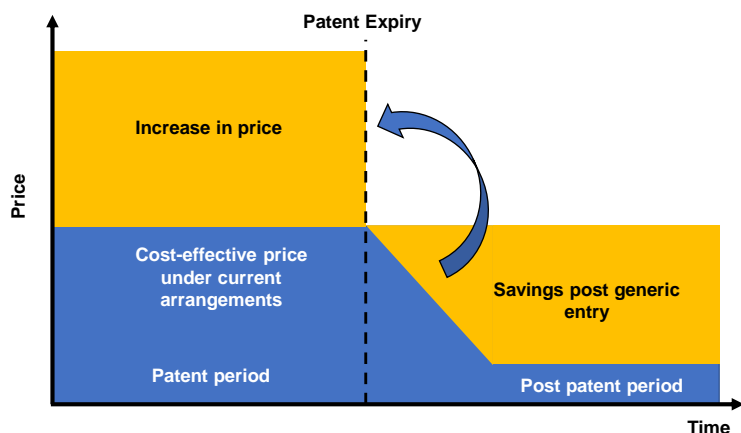 Patent Expiry
Increase in price
Price
Cost-effective price
under current
arrangements
Savings post generic
entry
Patent period
Post patent period
Time